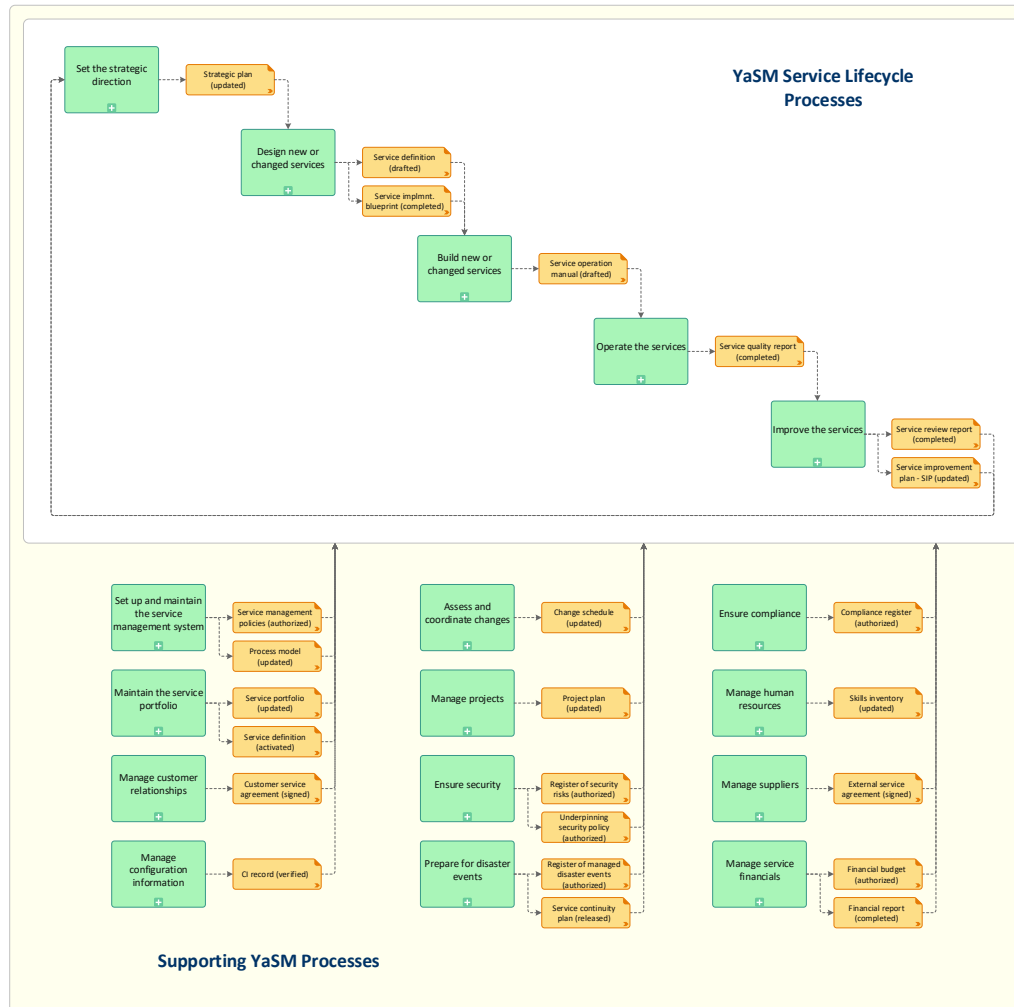 YaSM Service Lifecycle
Processes
Set the strategic
direction
Strategic plan
(updated)
Design new or
changed services
Service definition
(drafted)
Service implmnt.
blueprint (completed)
Build new or
changed services
Service operation
manual (drafted)
Operate the services
Service quality report
(completed)
Improve the services
Service review report
(completed)
Service improvement
plan - SIP (updated)
Set up and maintain
the service
management system
Service management
policies (authorized)
Process model
(updated)
Maintain the service
portfolio
Service portfolio
(updated)
Service definition
(activated)
Manage customer
relationships
Customer service
agreement (signed)
Manage
configuration
information
CI record (verified)
Assess and
coordinate changes
Change schedule
(updated)
Manage projects
Project plan
(updated)
Ensure security
Register of security
risks (authorized)
Underpinning
security policy
(authorized)
Prepare for disaster
events
Register of managed
disaster events
(authorized)
Service continuity
plan (released)
Ensure compliance
Compliance register
(authorized)
Manage human
resources
Skills inventory
(updated)
Manage suppliers
External service
agreement (signed)
Manage service
financials
Financial budget
(authorized)
Financial report
(completed)
Supporting YaSM Processes